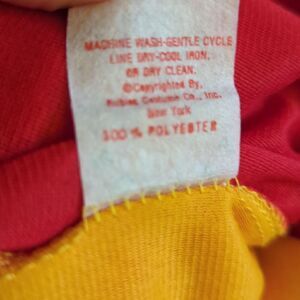 MACHINE WASH-GENTLE CYCLE
LINE DRY-COOL IRON.
OR DRY CLEAN.
©Copyrighted By.
Rubies Costume Co., Inc.
New York
100% POLYESTER